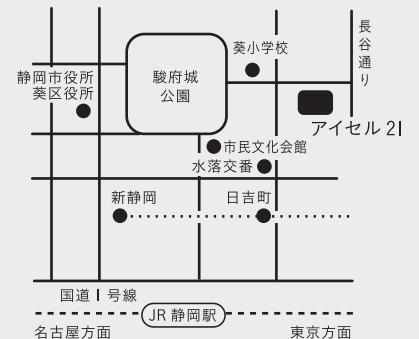 長谷通り
葵小学校
駿府城
公園
静岡市役所
葵区役所
アイセル 21
市民文化会館
水落交番
新静岡
日吉町
国道 1 号線
JR 静岡駅
名古屋方面
東京方面